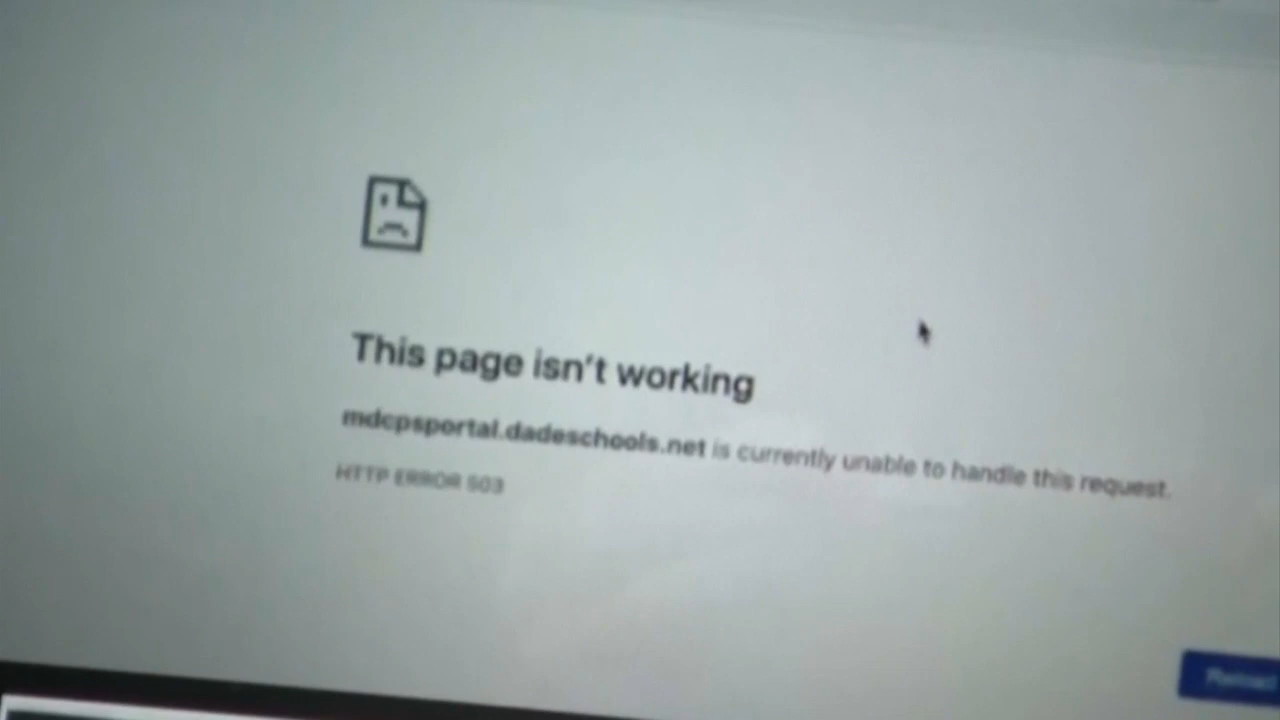 This page isn't working
mdcpsportal.dadeschools.net is currently unable to handle this request.
HTTP ERROR 503